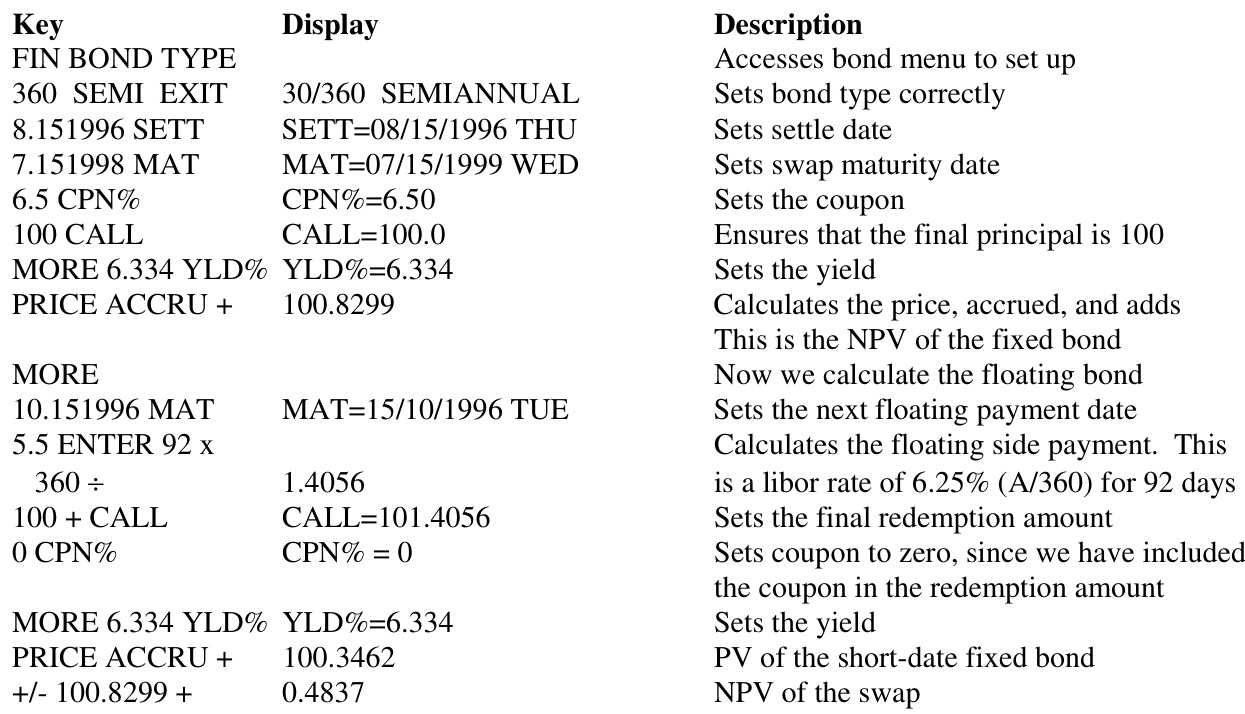 Key Display Description
FIN BOND TYPE Accesses bond menu to set up
360 SEMI EXIT 30/360 SEMIANNUAL Sets bond type correctly
8.151996 SETT SETT=08/15/1996 THU Sets settle date
7.151998 MAT MAT=07/15/1999 WED Sets swap maturity date
6.5 CPN% CPN%=6.50 Sets the coupon
100 CALL CALL=100.0 Ensures that the final principal is 100
MORE 6.334 YLD% YLD%=6.334 Sets the yield
PRICE ACCRU + 100.8299 Calculates the price, accrued, and adds
This is the NPV of the fixed bond
MORE Now we calculate the floating bond
10.151996 MAT MAT=15/10/1996 TUE Sets the next floating payment date
5.5 ENTER 92 x Calculates the floating side payment. This
360 ÷ 1.4056 is a libor rate of 6.25% (A/360) for 92 days
100 + CALL CALL=101.4056 Sets the final redemption amount
0 CPN% CPN% = 0 Sets coupon to zero, since we have included
the coupon in the redemption amount
MORE 6.334 YLD% YLD%=6.334 Sets the yield
PRICE ACCRU + 100.3462 PV of the short-date fixed bond
+/- 100.8299 + 0.4837 NPV of the swap